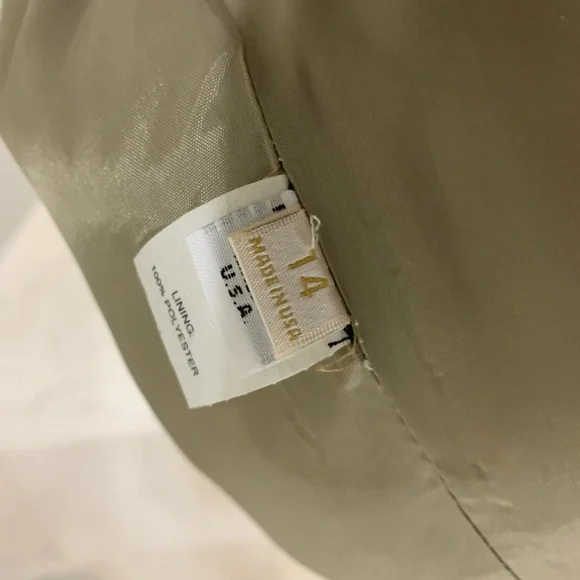 14
MADE IN USA
U.S.A.
LINING:
100% POLYESTER